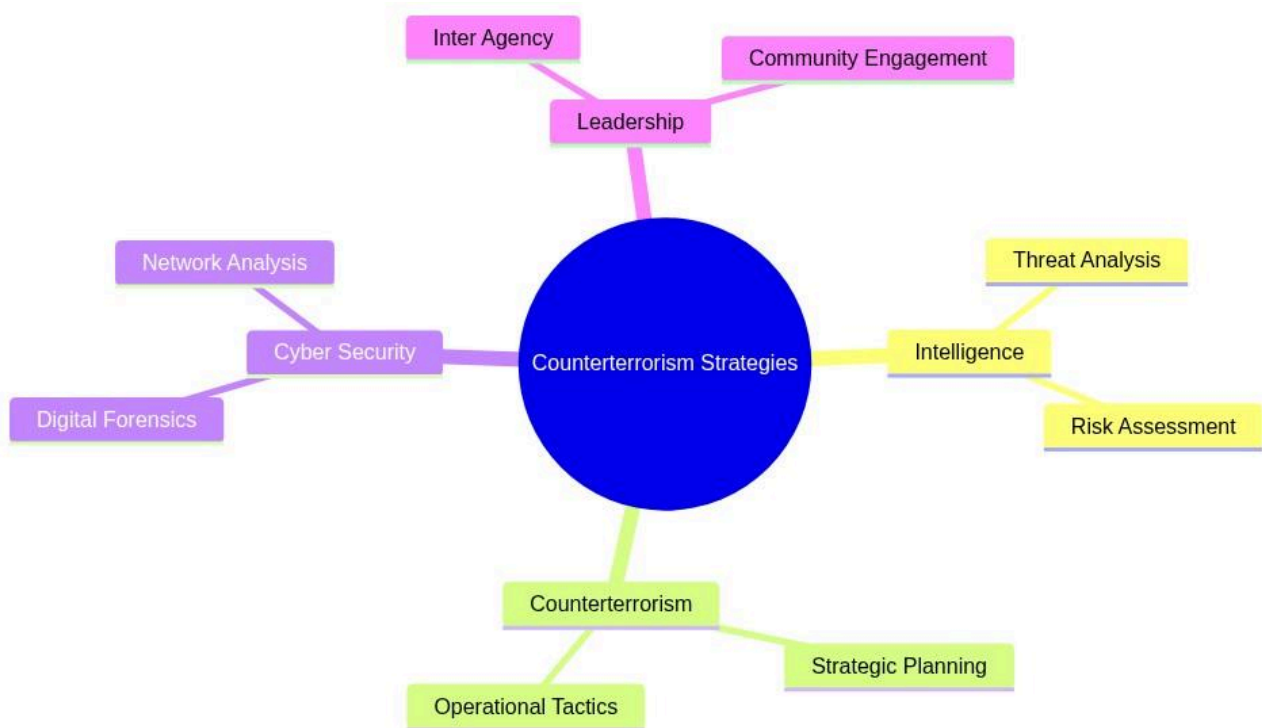 Inter Agency
Community Engagement
Leadership
Network Analysis
Threat Analysis
Cyber Security
Counterterrorism Strategies
Intelligence
Digital Forensics
Risk Assessment
Counterterrorism
Strategic Planning
Operational Tactics